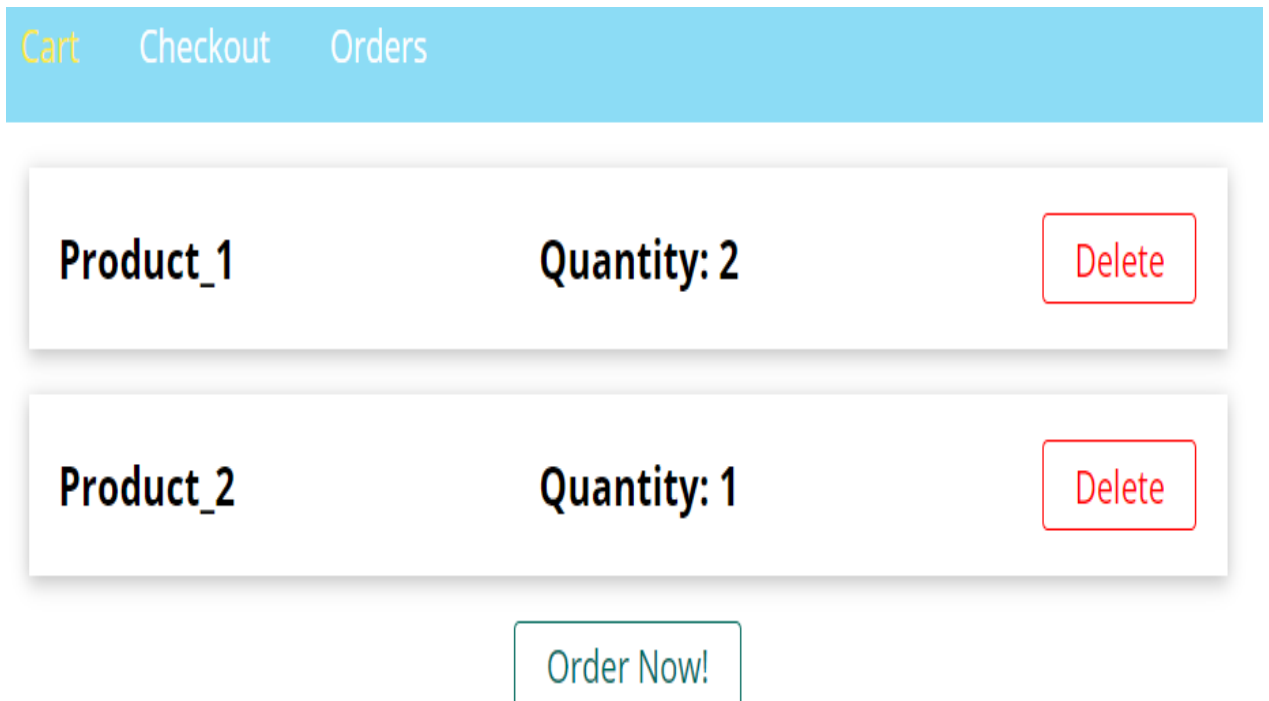 Cart Checkout Orders
Product_1 Quantity: 2 Delete
Product_2 Quantity: 1 Delete
Order Now!